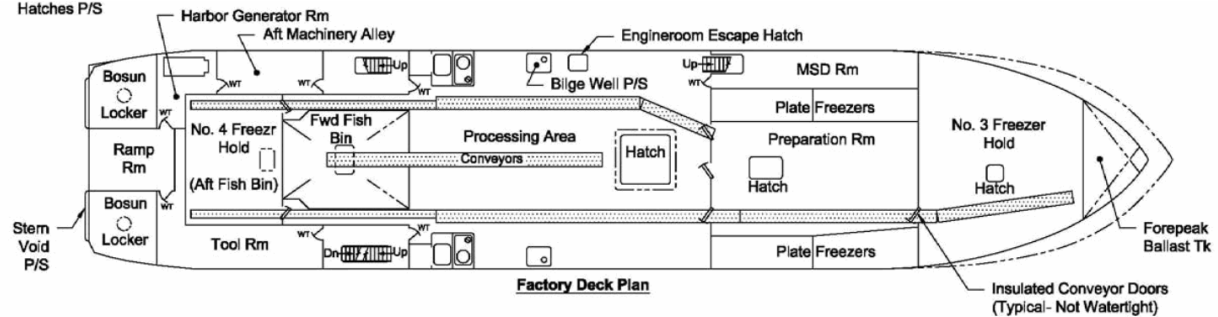 Hatches P/S
Harbor Generator Rm
Aft Machinery Alley
Engineroom Escape Hatch
Bosun
Locker
WT
WT
WT
WT
Up
Bilge Well P/S
Up
WT
MSD Rm
Plate Freezers
No. 4 Freezr
Hold
(Aft Fish Bin)
Fwd Fish
Bin
Processing Area
Conveyors
Hatch
Preparation Rm
Hatch
No. 3 Freezer
Hold
Hatch
Ramp
Rm
Stern
Void
P/S
Bosun
Locker
WT
Tool Rm
WT
Dn
Up
WT
Plate Freezers
Forepeak
Ballast Tk
Insulated Conveyor Doors
(Typical- Not Watertight)
Factory Deck Plan